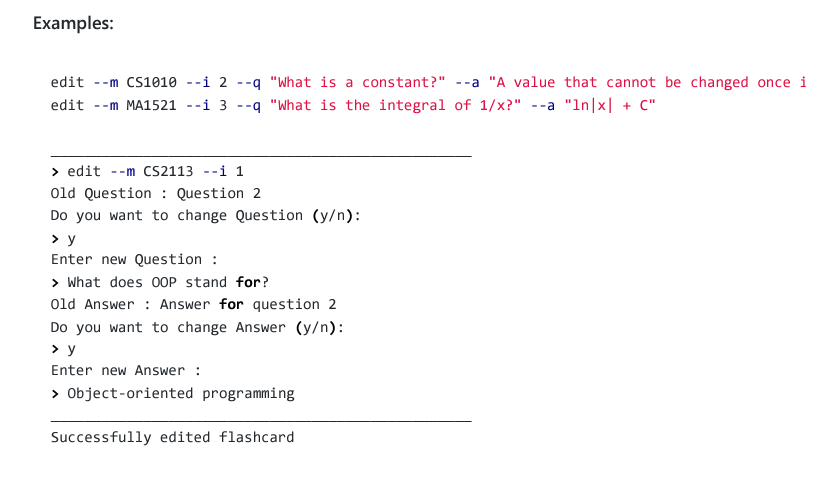 Examples:
edit --m CS1010 --i 2 --q "What is a constant?" --a "A value that cannot be changed once i
edit --m MA1521 --i 3 --q "What is the integral of 1/x?" --a "ln|x| + C"
__________________________________________________
> edit --m CS2113 --i 1
Old Question : Question 2
Do you want to change Question (y/n):
> y
Enter new Question :
> What does OOP stand for?
Old Answer : Answer for question 2
Do you want to change Answer (y/n):
> y
Enter new Answer :
> Object-oriented programming
__________________________________________________
Successfully edited flashcard